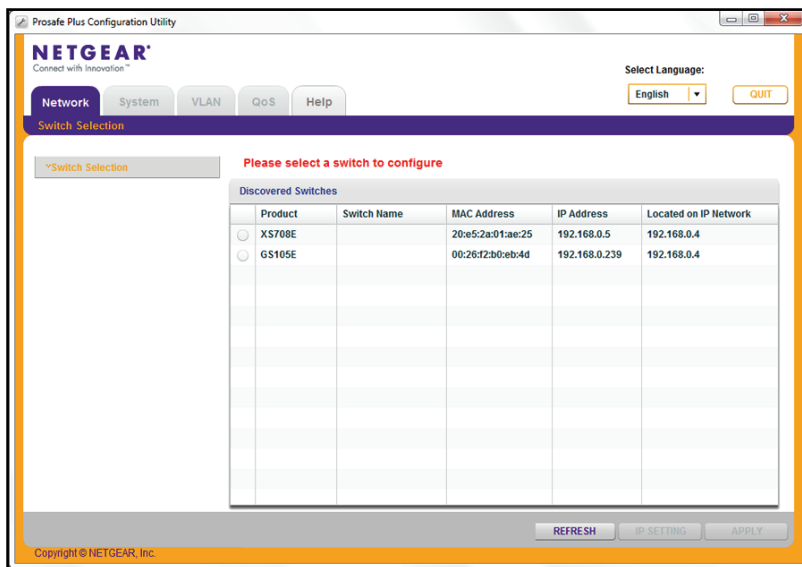 Prosafe Plus Configuration Utility
NETGEAR®
Connect with Innovation™
Select Language:
English
QUIT
Network System VLAN QoS Help
Switch Selection
Switch Selection
Please select a switch to configure
Discovered Switches
Product Switch Name MAC Address IP Address Located on IP Network
XS708E 20:e5:2a:01:ae:25 192.168.0.5 192.168.0.4
GS105E 00:26:f2:b0:eb:4d 192.168.0.239 192.168.0.4
REFRESH IP SETTING APPLY
Copyright © NETGEAR, Inc.